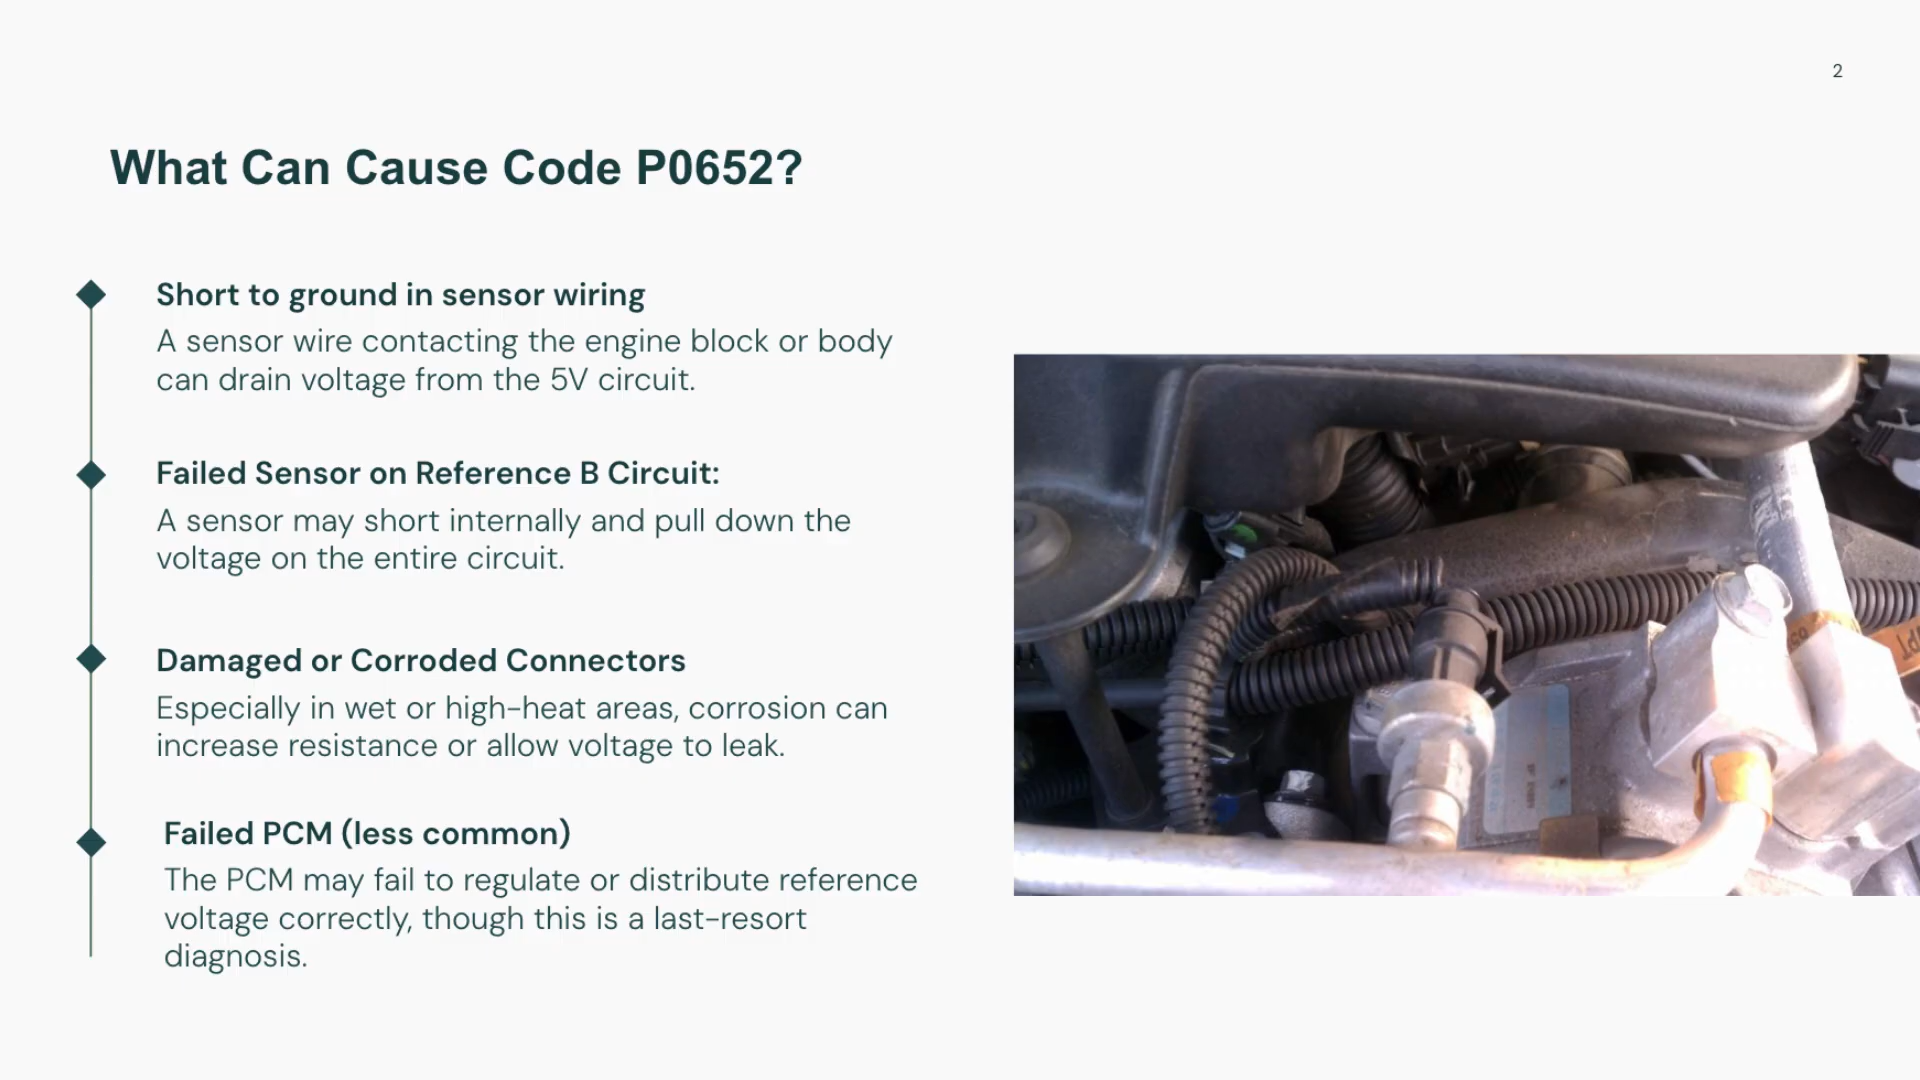 2
What Can Cause Code P0652?
Short to ground in sensor wiring
A sensor wire contacting the engine block or body
can drain voltage from the 5V circuit.
Failed Sensor on Reference B Circuit:
A sensor may short internally and pull down the
voltage on the entire circuit.
Damaged or Corroded Connectors
Especially in wet or high-heat areas, corrosion can
increase resistance or allow voltage to leak.
Failed PCM (less common)
The PCM may fail to regulate or distribute reference
voltage correctly, though this is a last-resort
diagnosis.